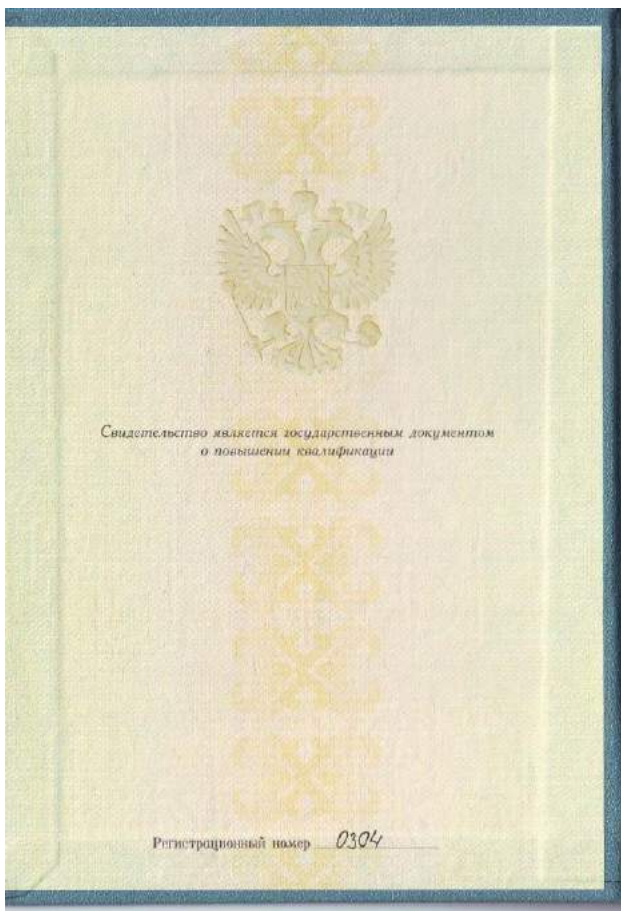 Свидетельство является государственным документом
о повышении квалификации
Регистрационный номер 0304